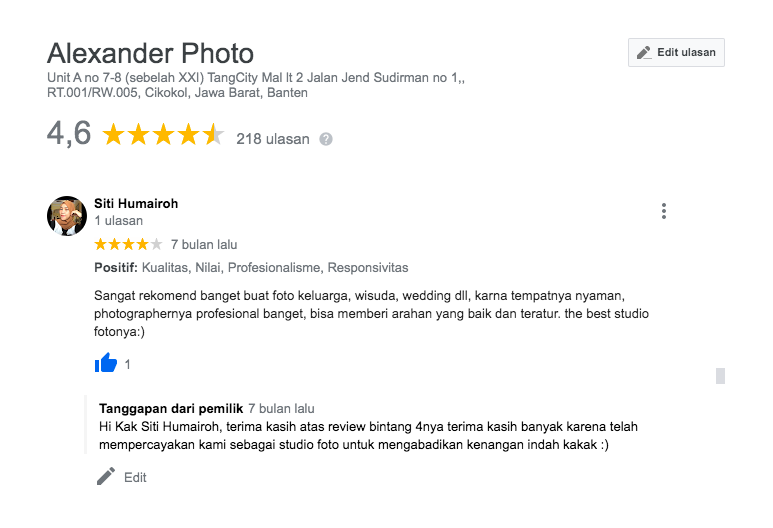 Alexander Photo
Edit ulasan
Unit A no 7-8 (sebelah XXI) TangCity Mal lt 2 Jalan Jend Sudirman no 1,,
RT.001/RW.005, Cikokol, Jawa Barat, Banten
4,6 218 ulasan ?
Siti Humairoh
1 ulasan
7 bulan lalu
Positif: Kualitas, Nilai, Profesionalisme, Responsivitas
Sangat rekomend banget buat foto keluarga, wisuda, wedding dll, karna tempatnya nyaman,
photographernya profesional banget, bisa memberi arahan yang baik dan teratur. the best studio
fotonya:)
1
Tanggapan dari pemilik 7 bulan lalu
Hi Kak Siti Humairoh, terima kasih atas review bintang 4nya terima kasih banyak karena telah
mempercayakan kami sebagai studio foto untuk mengabadikan kenangan indah kakak :)
Edit